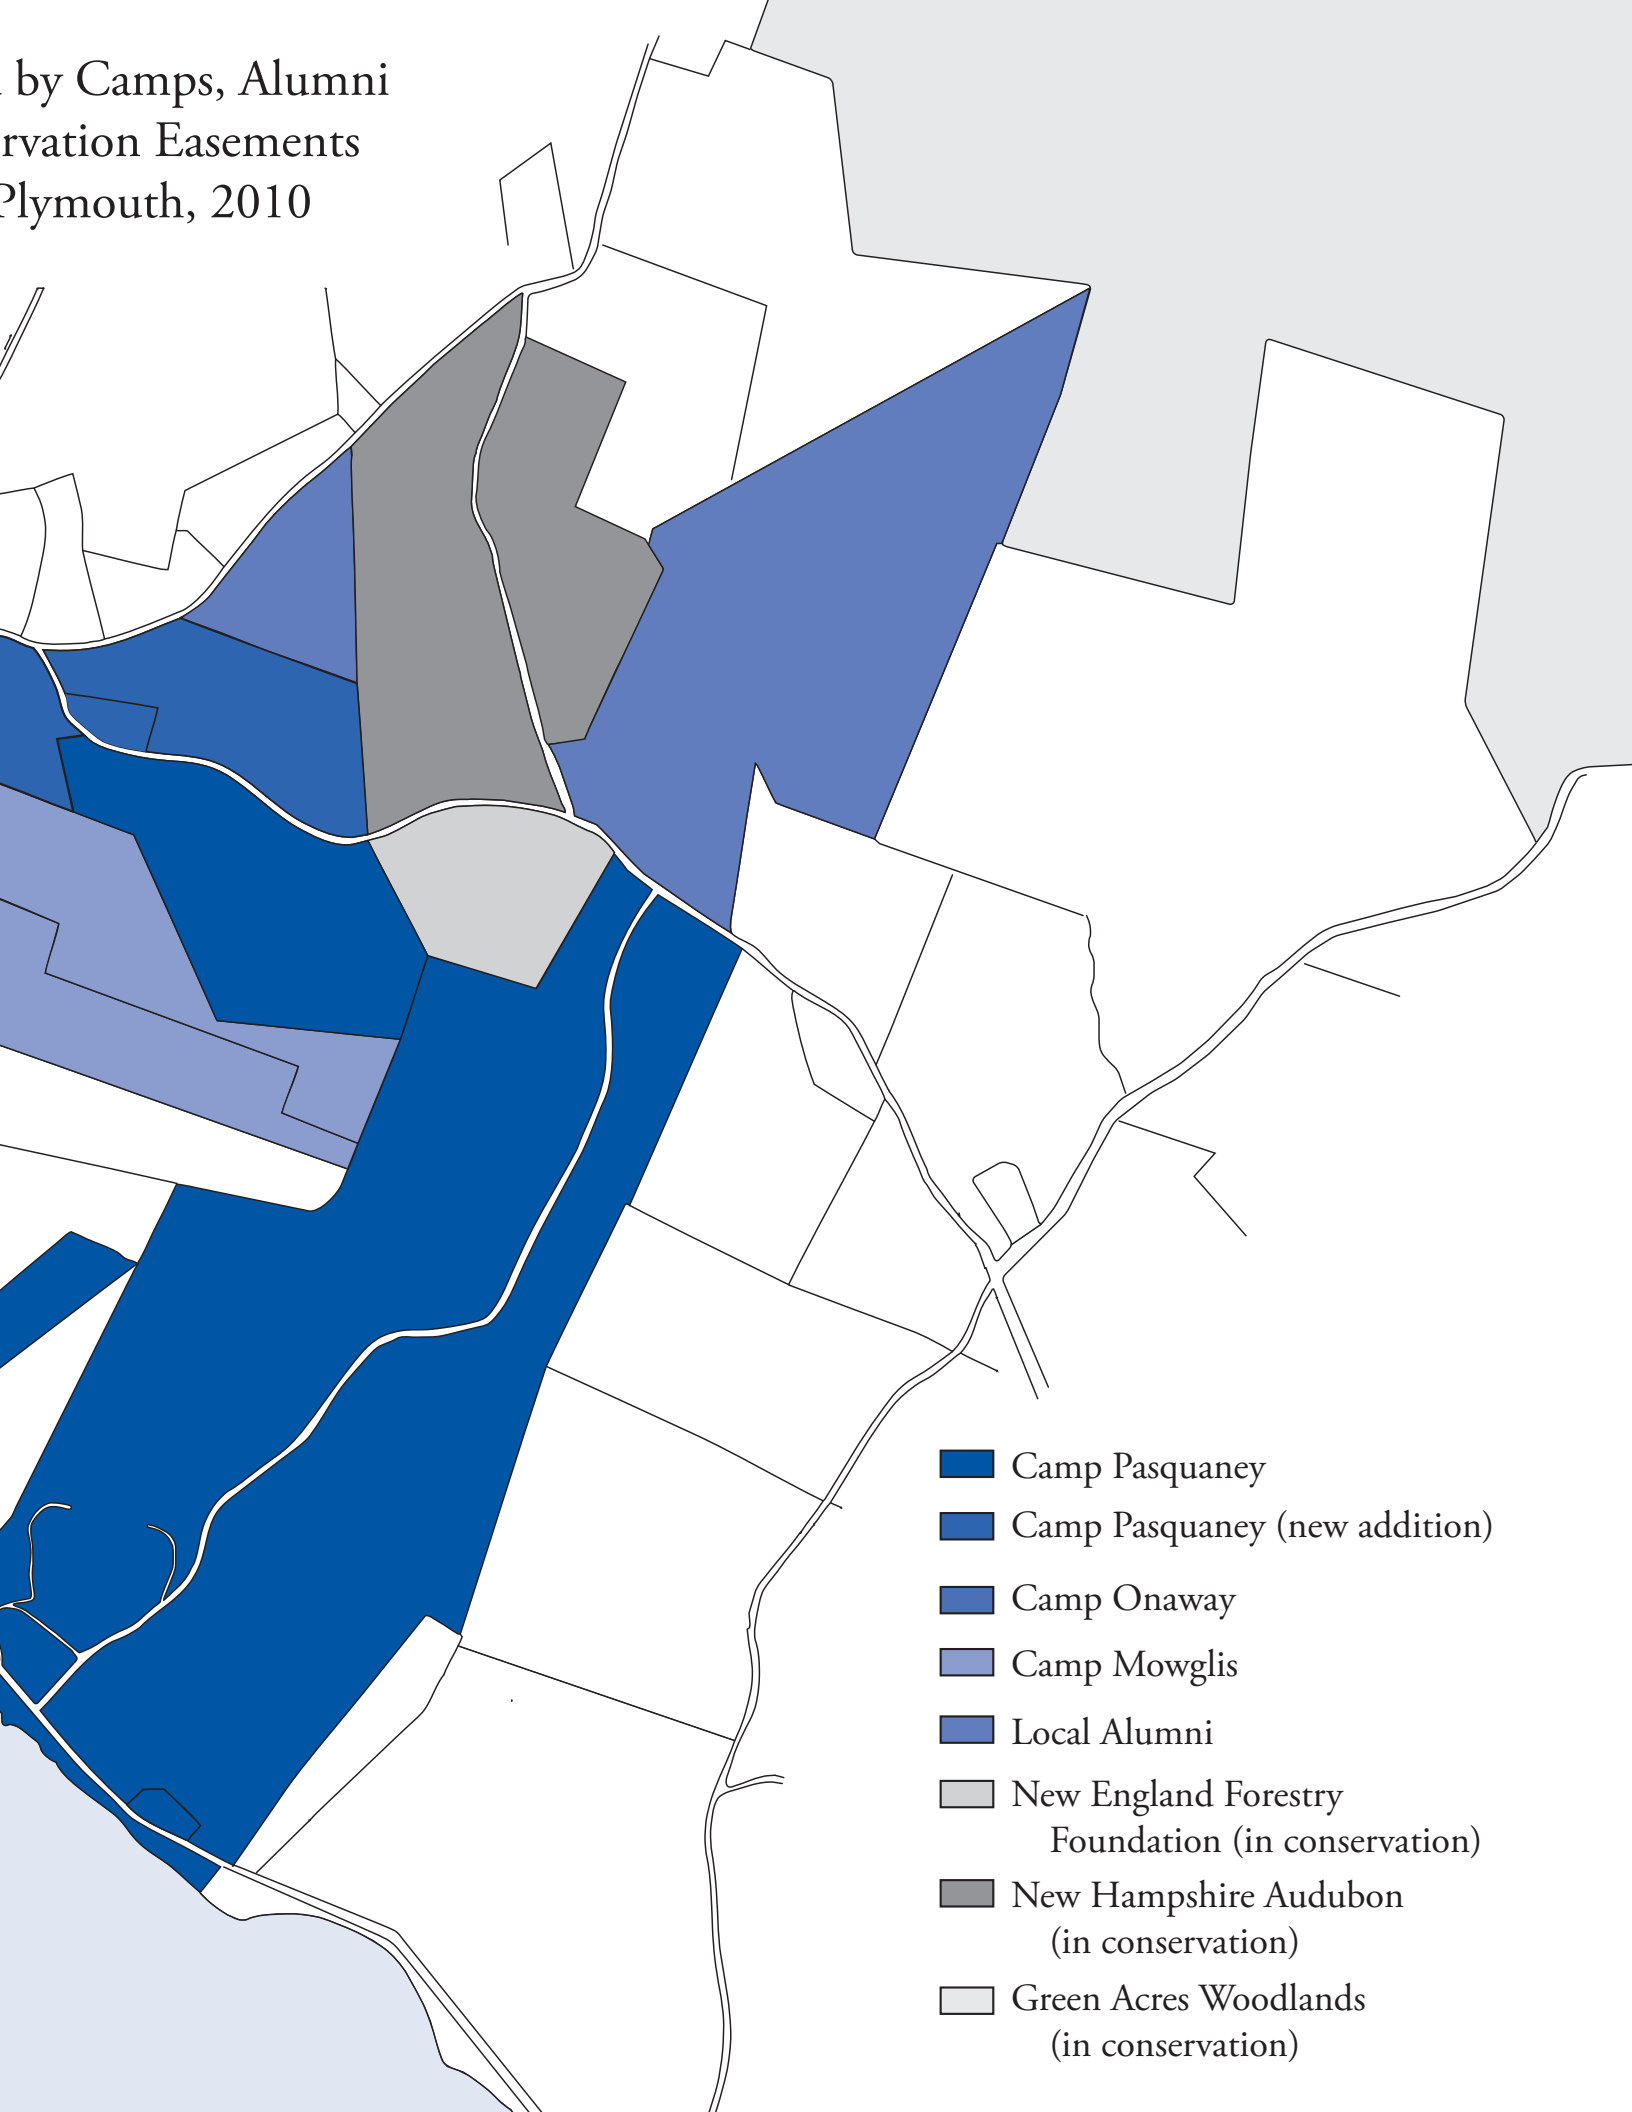 by Camps, Alumni
rvation Easements
Plymouth, 2010
Camp Pasquaney
Camp Pasquaney (new addition)
Camp Onaway
Camp Mowglis
Local Alumni
New England Forestry
Foundation (in conservation)
New Hampshire Audubon
(in conservation)
Green Acres Woodlands
(in conservation)